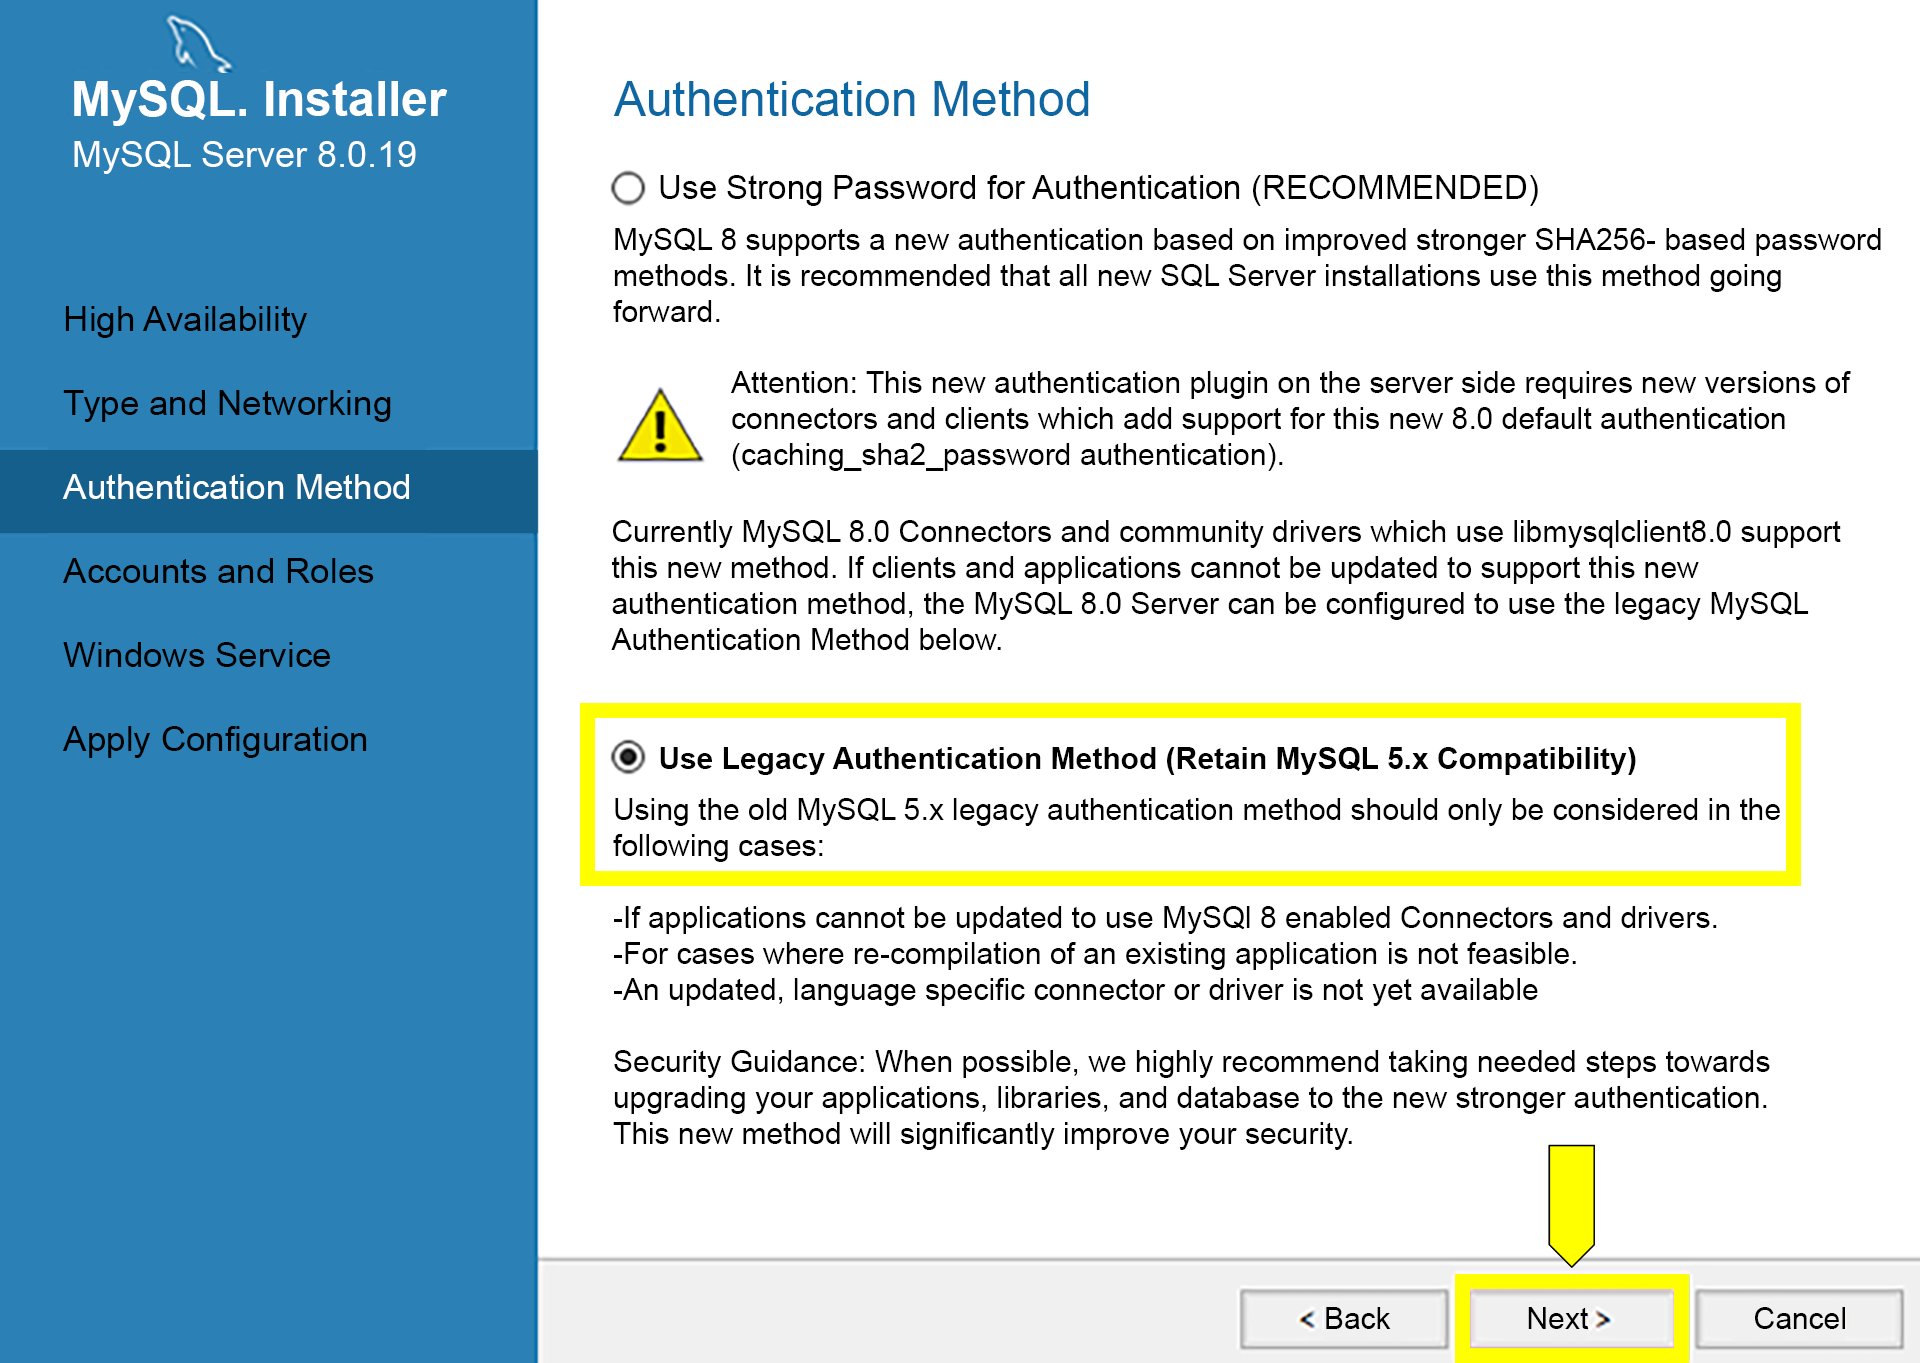 MySQL. Installer
MySQL Server 8.0.19
High Availability
Type and Networking
Authentication Method
Accounts and Roles
Windows Service
Apply Configuration
Authentication Method
Use Strong Password for Authentication (RECOMMENDED)
MySQL 8 supports a new authentication based on improved stronger SHA256- based password
methods. It is recommended that all new SQL Server installations use this method going
forward.
Attention: This new authentication plugin on the server side requires new versions of
connectors and clients which add support for this new 8.0 default authentication
(caching_sha2_password authentication).
Currently MySQL 8.0 Connectors and community drivers which use libmysqlclient8.0 support
this new method. If clients and applications cannot be updated to support this new
authentication method, the MySQL 8.0 Server can be configured to use the legacy MySQL
Authentication Method below.
Use Legacy Authentication Method (Retain MySQL 5.x Compatibility)
Using the old MySQL 5.x legacy authentication method should only be considered in the
following cases:
-If applications cannot be updated to use MySQl 8 enabled Connectors and drivers.
-For cases where re-compilation of an existing application is not feasible.
-An updated, language specific connector or driver is not yet available
Security Guidance: When possible, we highly recommend taking needed steps towards
upgrading your applications, libraries, and database to the new stronger authentication.
This new method will significantly improve your security.
< Back
Next >
Cancel